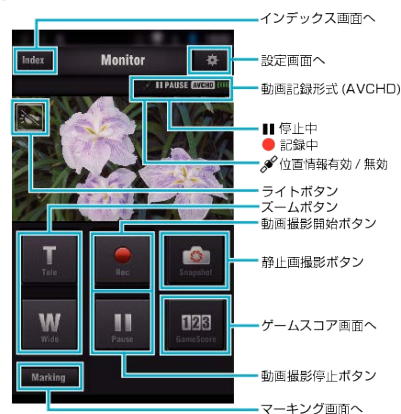 インデックス画面へ
Index
Monitor
設定画面へ
PAUSE AVCHD
動画記録形式 (AVCHD)
停止中
記録中
位置情報有効 / 無効
ライトボタン
ズームボタン
動画撮影開始ボタン
T
Tele
Rec
Snapshot
静止画撮影ボタン
W
Wide
Pause
123
GameScore
ゲームスコア画面へ
Marking
動画撮影停止ボタン
マーキング画面へ